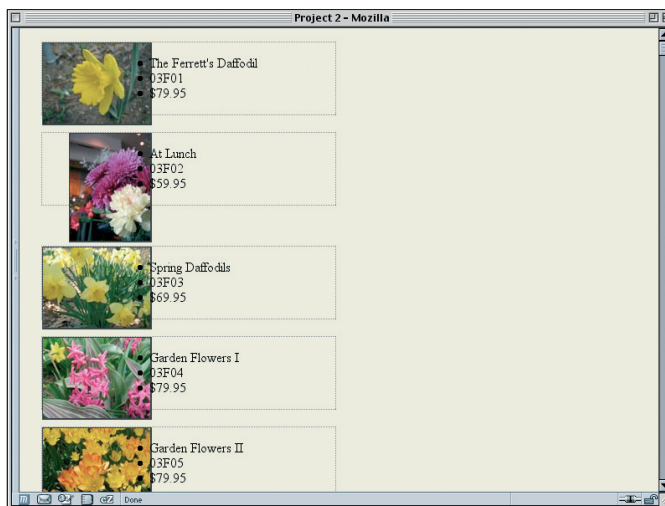 Project 2 – Mozilla
The Ferrett's Daffodil
03F01
$79.95
At Lunch
03F02
$59.95
Spring Daffodils
03F03
$69.95
Garden Flowers I
03F04
$79.95
Garden Flowers II
03F05
$79.95
Done